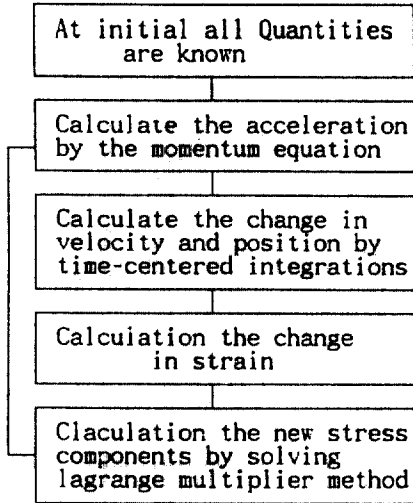 At initial all Quantities
are known
Calculate the acceleration
by the momentum equation
Calculate the change in
velocity and position by
time-centered integrations
Calcuiation the change
in strain
Claculation the new stress
components by solving
lagrange multiplier method